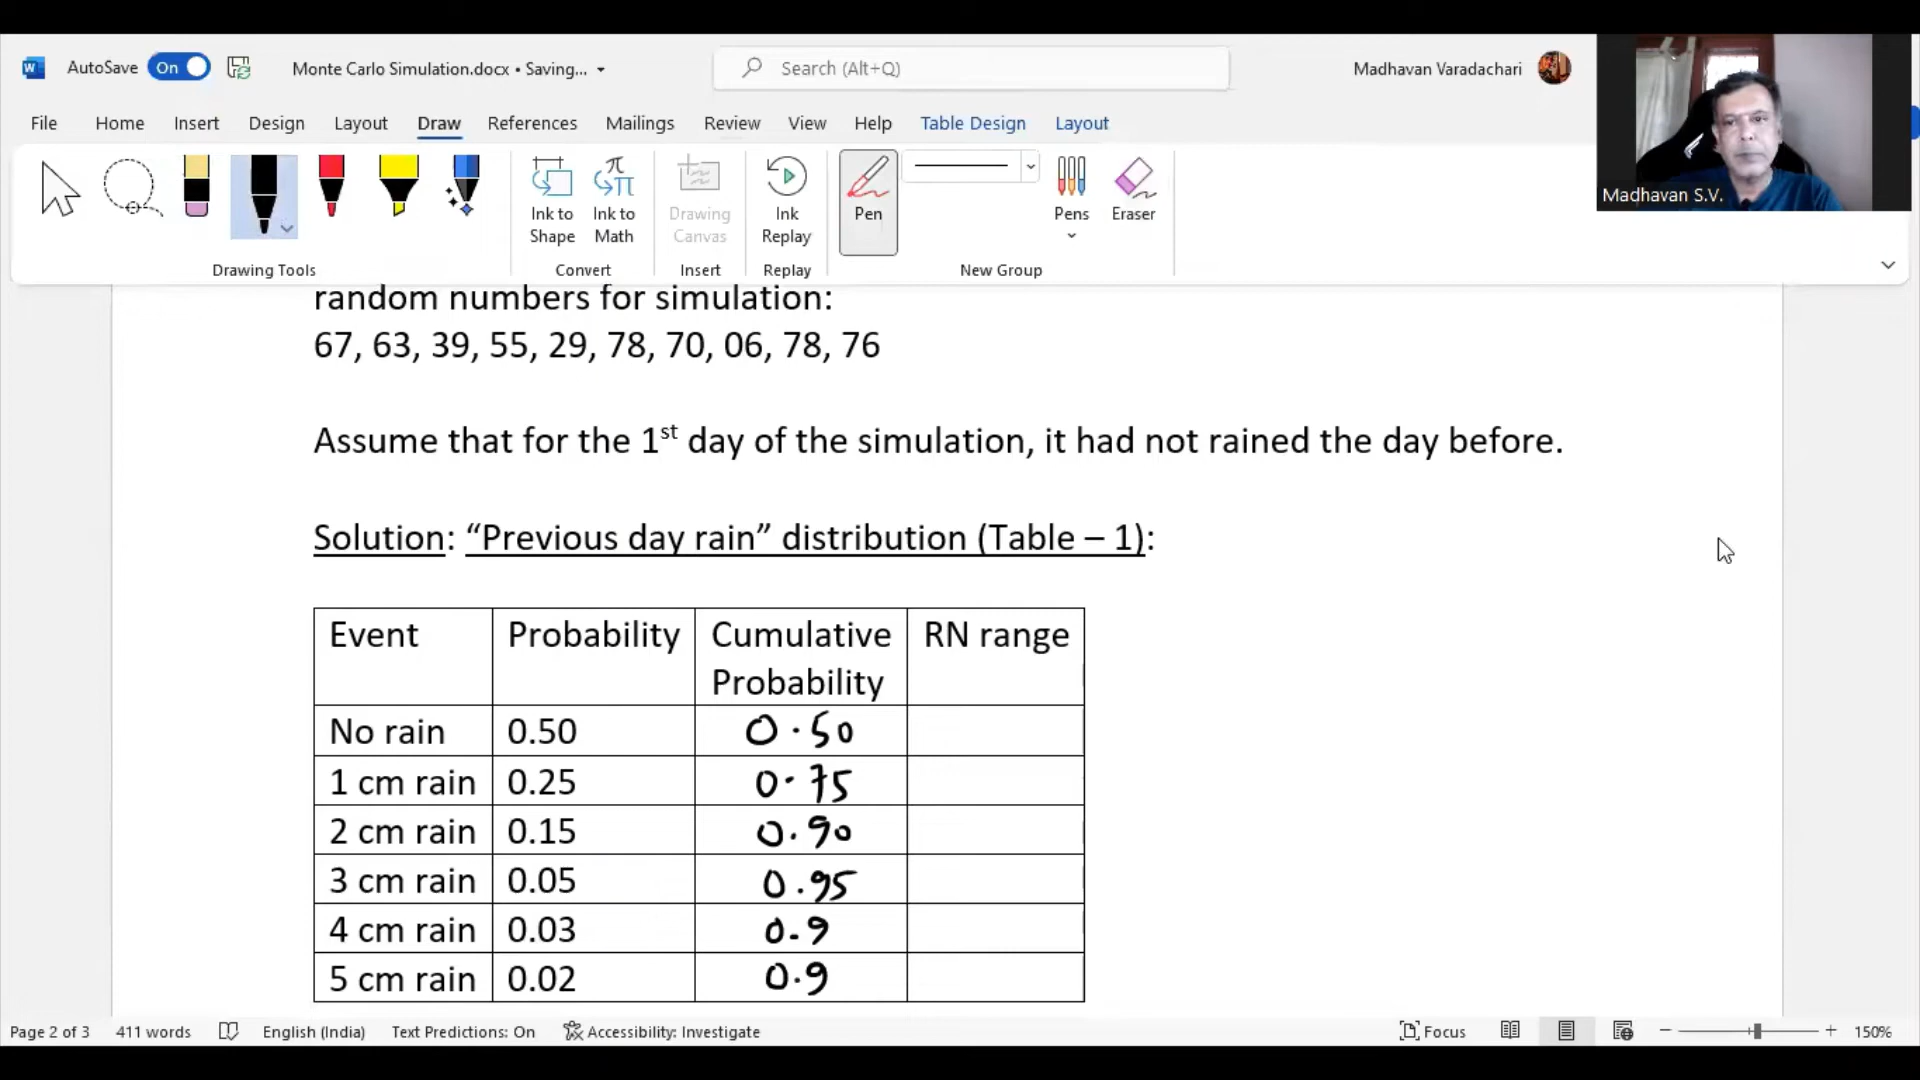 AutoSave On Monte Carlo Simulation.docx • Saving... Search (Alt+Q) Madhavan Varadachari
File Home Insert Design Layout Draw References Mailings Review View Help Table Design Layout
Ink to Shape
Ink to Math
Drawing Canvas
Ink Replay
Pen
Pens
Eraser
Drawing Tools Convert Insert Replay New Group
Madhavan S.V.
random numbers for simulation:
67, 63, 39, 55, 29, 78, 70, 06, 78, 76
Assume that for the 1st day of the simulation, it had not rained the day before.
Solution: “Previous day rain” distribution (Table – 1):
Event Probability Cumulative Probability RN range
No rain 0.50 0.50
1 cm rain 0.25 0.75
2 cm rain 0.15 0.90
3 cm rain 0.05 0.95
4 cm rain 0.03 0.9
5 cm rain 0.02 0.9
Page 2 of 3 411 words English (India) Text Predictions: On Accessibility: Investigate Focus 150%